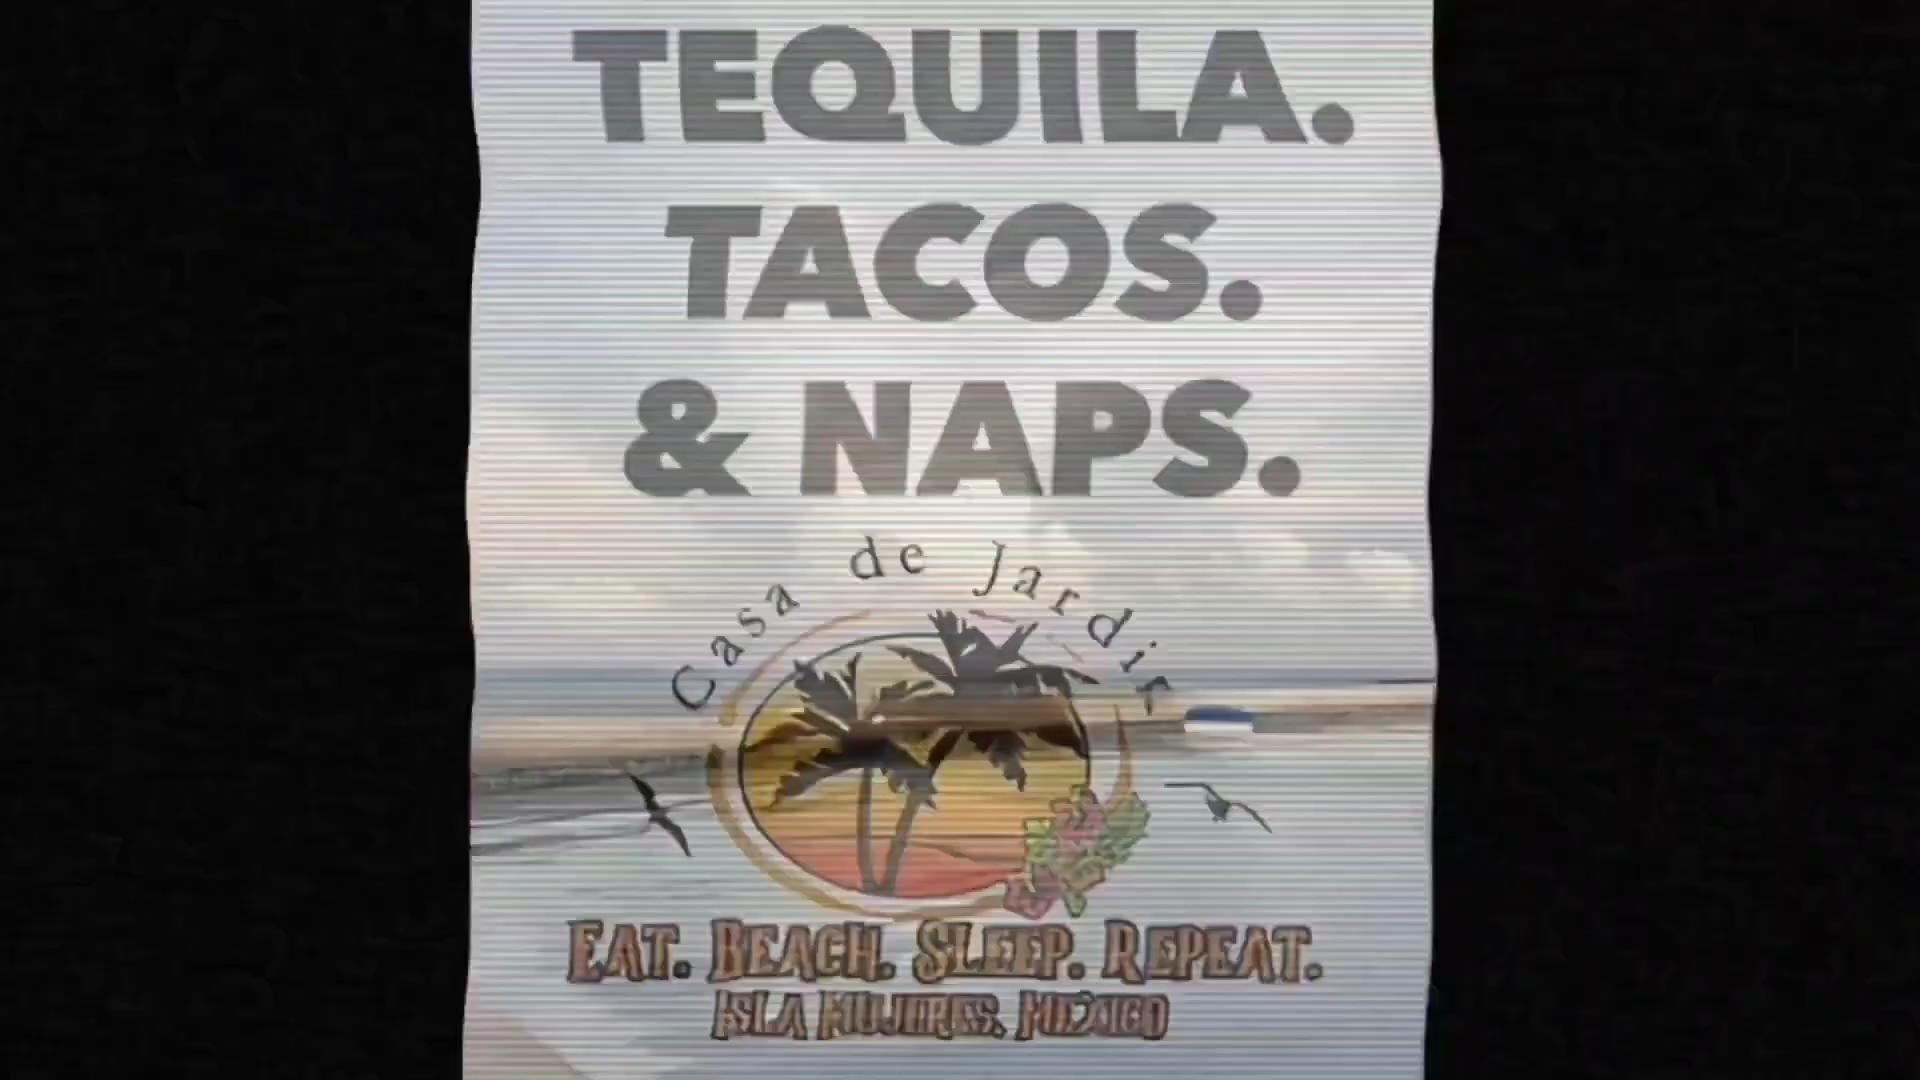 TEQUILA.
TACOS.
& NAPS.
Casa de Jardin
EAT. BEACH. SLEEP. REPEAT.
ISLA MUJERES, MEXICO